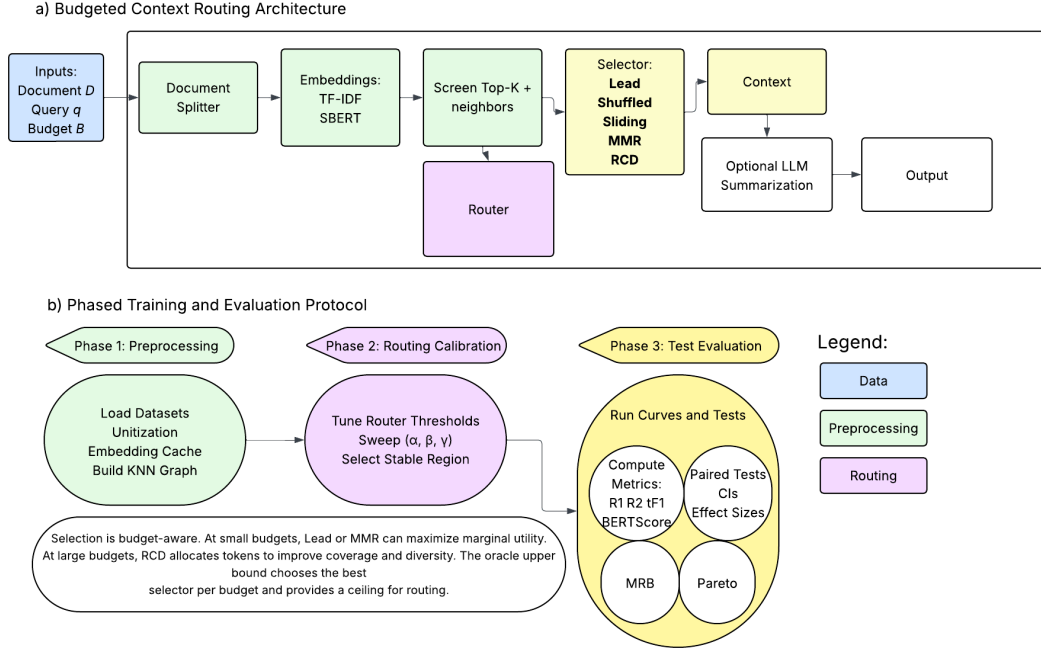 a) Budgeted Context Routing Architecture
Inputs:
Document D
Query q
Budget B
Document
Splitter
Embeddings:
TF-IDF
SBERT
Screen Top-K +
neighbors
Selector:
Lead
Shuffled
Sliding
MMR
RCD
Context
Router
Optional LLM
Summarization
Output
b) Phased Training and Evaluation Protocol
Phase 1: Preprocessing
Phase 2: Routing Calibration
Phase 3: Test Evaluation
Load Datasets
Unitization
Embedding Cache
Build KNN Graph
Tune Router Thresholds
Sweep (α, β, γ)
Select Stable Region
Run Curves and Tests
Compute
Metrics:
R1 R2 tF1
BERTScore
Paired Tests
CIs
Effect Sizes
MRB
Pareto
Selection is budget-aware. At small budgets, Lead or MMR can maximize marginal utility.
At large budgets, RCD allocates tokens to improve coverage and diversity. The oracle upper
bound chooses the best
selector per budget and provides a ceiling for routing.
Legend:
Data
Preprocessing
Routing